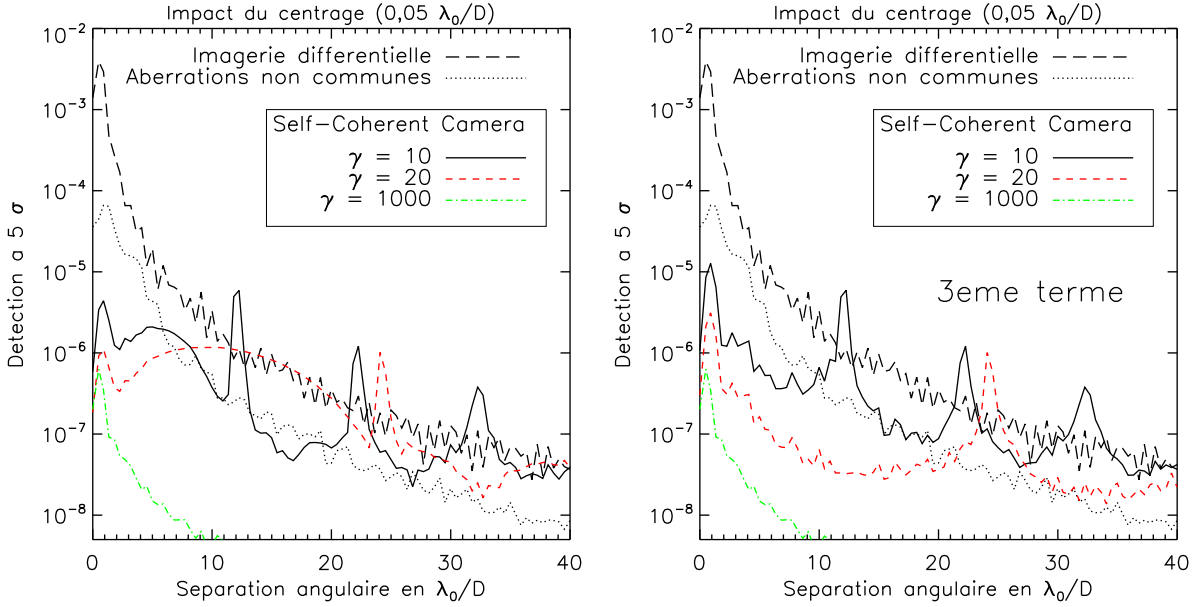 Impact du centrage (0,05 λ₀/D)
Imagerie differentielle
Aberrations non communes
Self-Coherent Camera
γ = 10
γ = 20
γ = 1000
Detection a 5 σ
10⁻²
10⁻³
10⁻⁴
10⁻⁵
10⁻⁶
10⁻⁷
10⁻⁸
0 10 20 30 40
Separation angulaire en λ₀/D
Impact du centrage (0,05 λ₀/D)
Imagerie differentielle
Aberrations non communes
Self-Coherent Camera
γ = 10
γ = 20
γ = 1000
3eme terme
Detection a 5 σ
10⁻²
10⁻³
10⁻⁴
10⁻⁵
10⁻⁶
10⁻⁷
10⁻⁸
0 10 20 30 40
Separation angulaire en λ₀/D